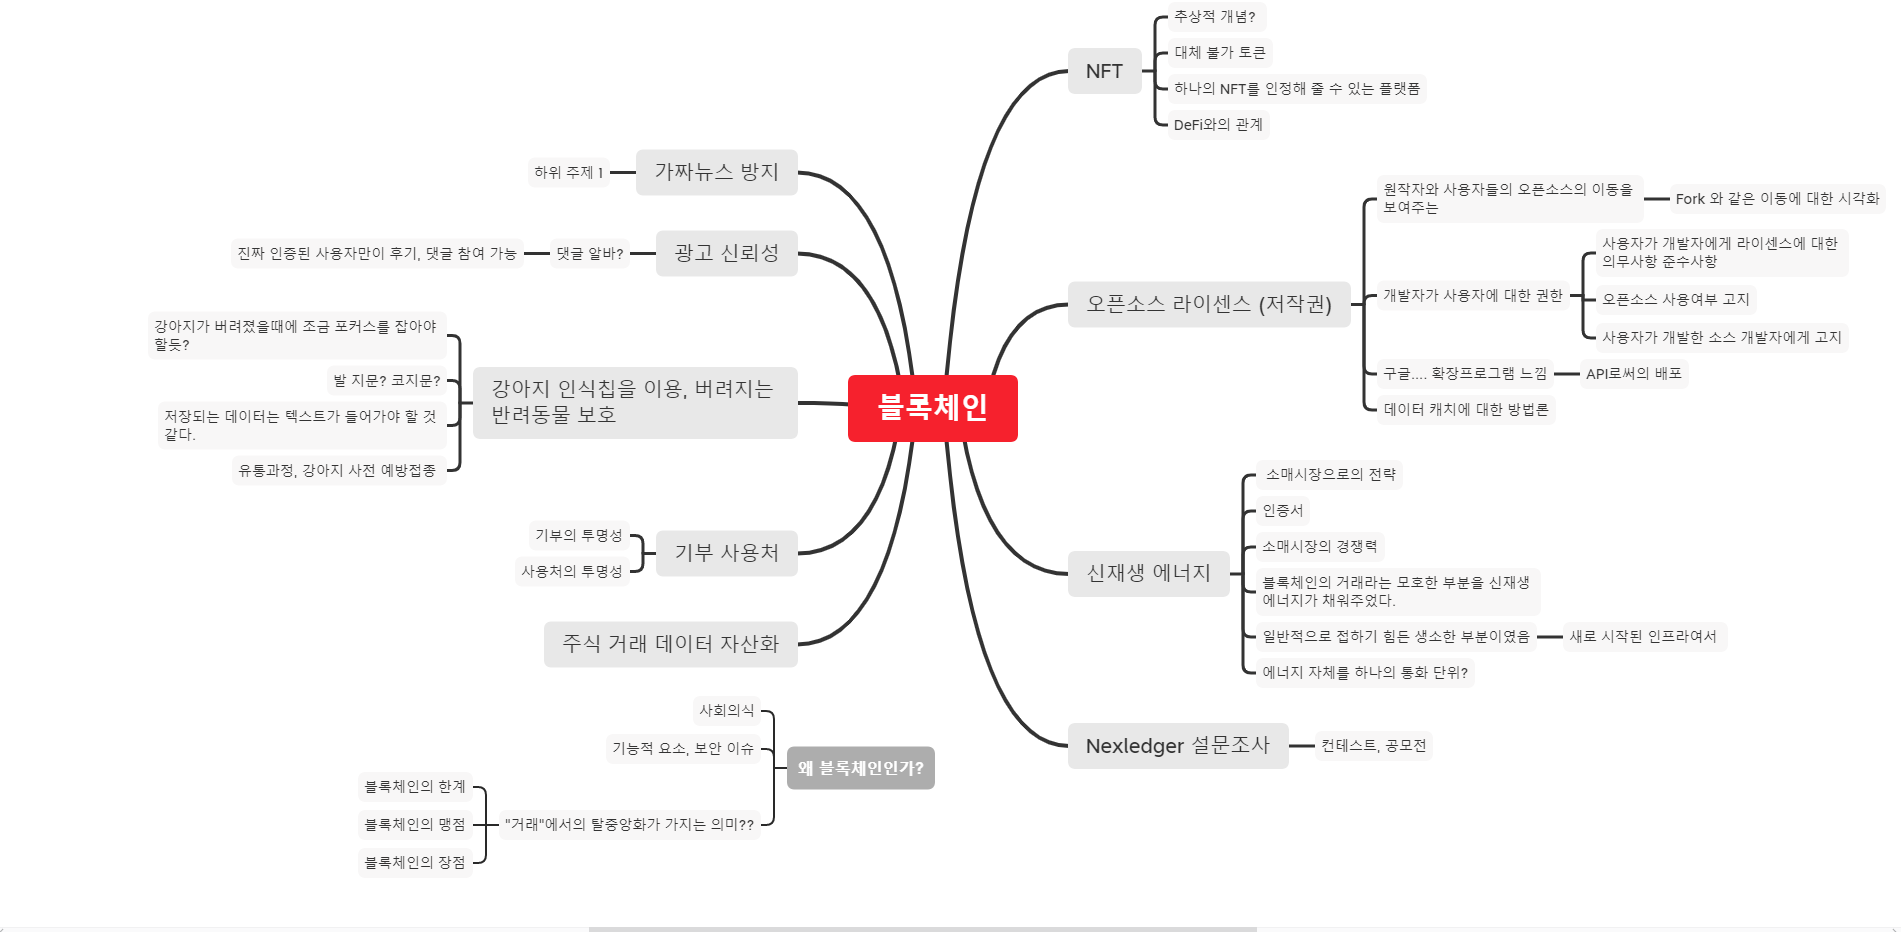 블록체인
NFT
추상적 개념?
대체 불가 토큰
하나의 NFT를 인정해 줄 수 있는 플랫폼
DeFi와의 관계
오픈소스 라이센스 (저작권)
원작자와 사용자들의 오픈소스의 이동을
보여주는
Fork 와 같은 이동에 대한 시각화
개발자가 사용자에 대한 권한
사용자가 개발자에게 라이센스에 대한
의무사항 준수사항
오픈소스 사용여부 고지
사용자가 개발한 소스 개발자에게 고지
구글.... 확장프로그램 느낌
API로써의 배포
데이터 캐치에 대한 방법론
신재생 에너지
소매시장으로의 전략
인증서
소매시장의 경쟁력
블록체인의 거래라는 모호한 부분을 신재생
에너지가 채워주었다.
일반적으로 접하기 힘든 생소한 부분이였음
새로 시작된 인프라여서
에너지 자체를 하나의 통화 단위?
Nexledger 설문조사
컨테스트, 공모전
가짜뉴스 방지
하위 주제 1
광고 신뢰성
댓글 알바?
진짜 인증된 사용자만이 후기, 댓글 참여 가능
강아지 인식칩을 이용, 버려지는
반려동물 보호
강아지가 버려졌을때에 조금 포커스를 잡아야
할듯?
발 지문? 코지문?
저장되는 데이터는 텍스트가 들어가야 할 것
같다.
유통과정, 강아지 사전 예방접종
기부 사용처
기부의 투명성
사용처의 투명성
주식 거래 데이터 자산화
왜 블록체인인가?
사회의식
기능적 요소, 보안 이슈
"거래"에서의 탈중앙화가 가지는 의미??
블록체인의 한계
블록체인의 맹점
블록체인의 장점